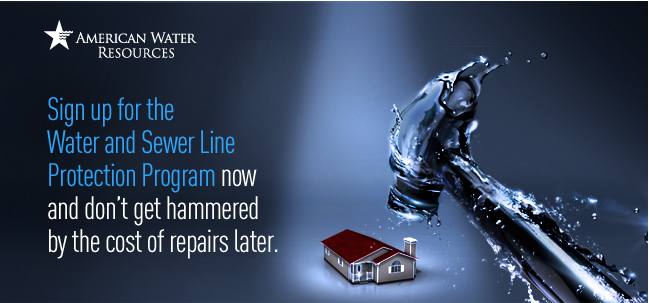 AMERICAN WATER
RESOURCES
Sign up for the
Water and Sewer Line
Protection Program now
and don't get hammered
by the cost of repairs later.